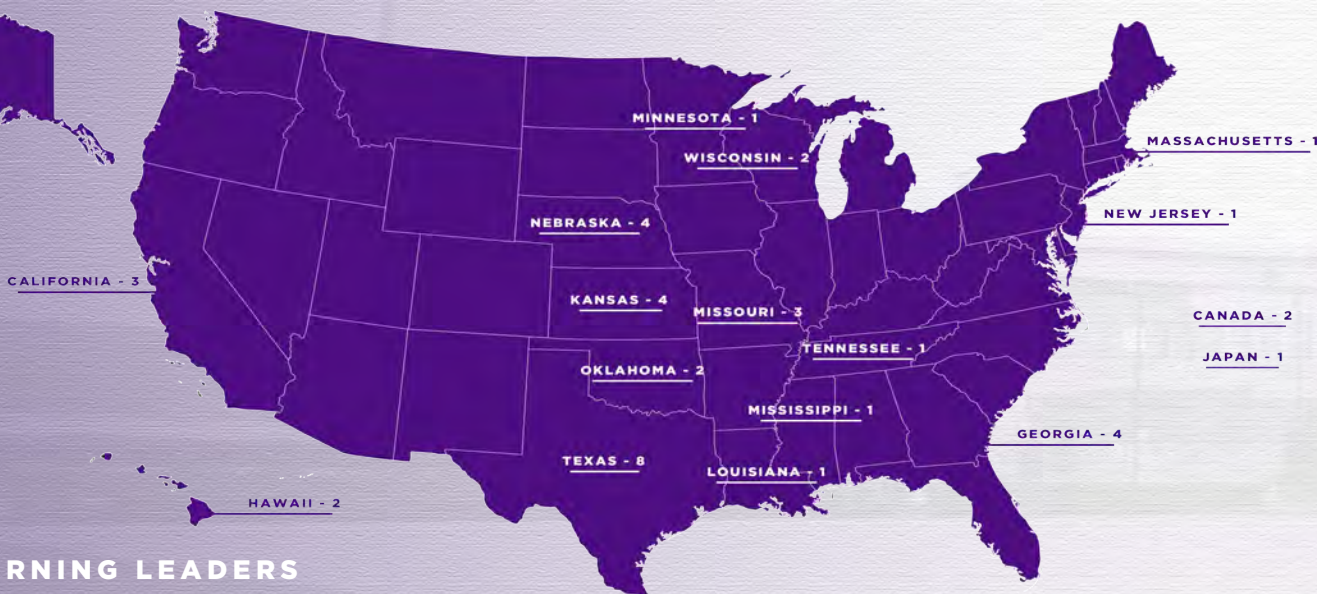 MINNESOTA - 1
MASSACHUSETTS - 1
WISCONSIN - 2
NEW JERSEY - 1
NEBRASKA - 4
CALIFORNIA - 3
KANSAS - 4
MISSOURI - 3
CANADA - 2
TENNESSEE - 1
JAPAN - 1
OKLAHOMA - 2
MISSISSIPPI - 1
GEORGIA - 4
TEXAS - 8
LOUISIANA - 1
HAWAII - 2
RNING LEADERS